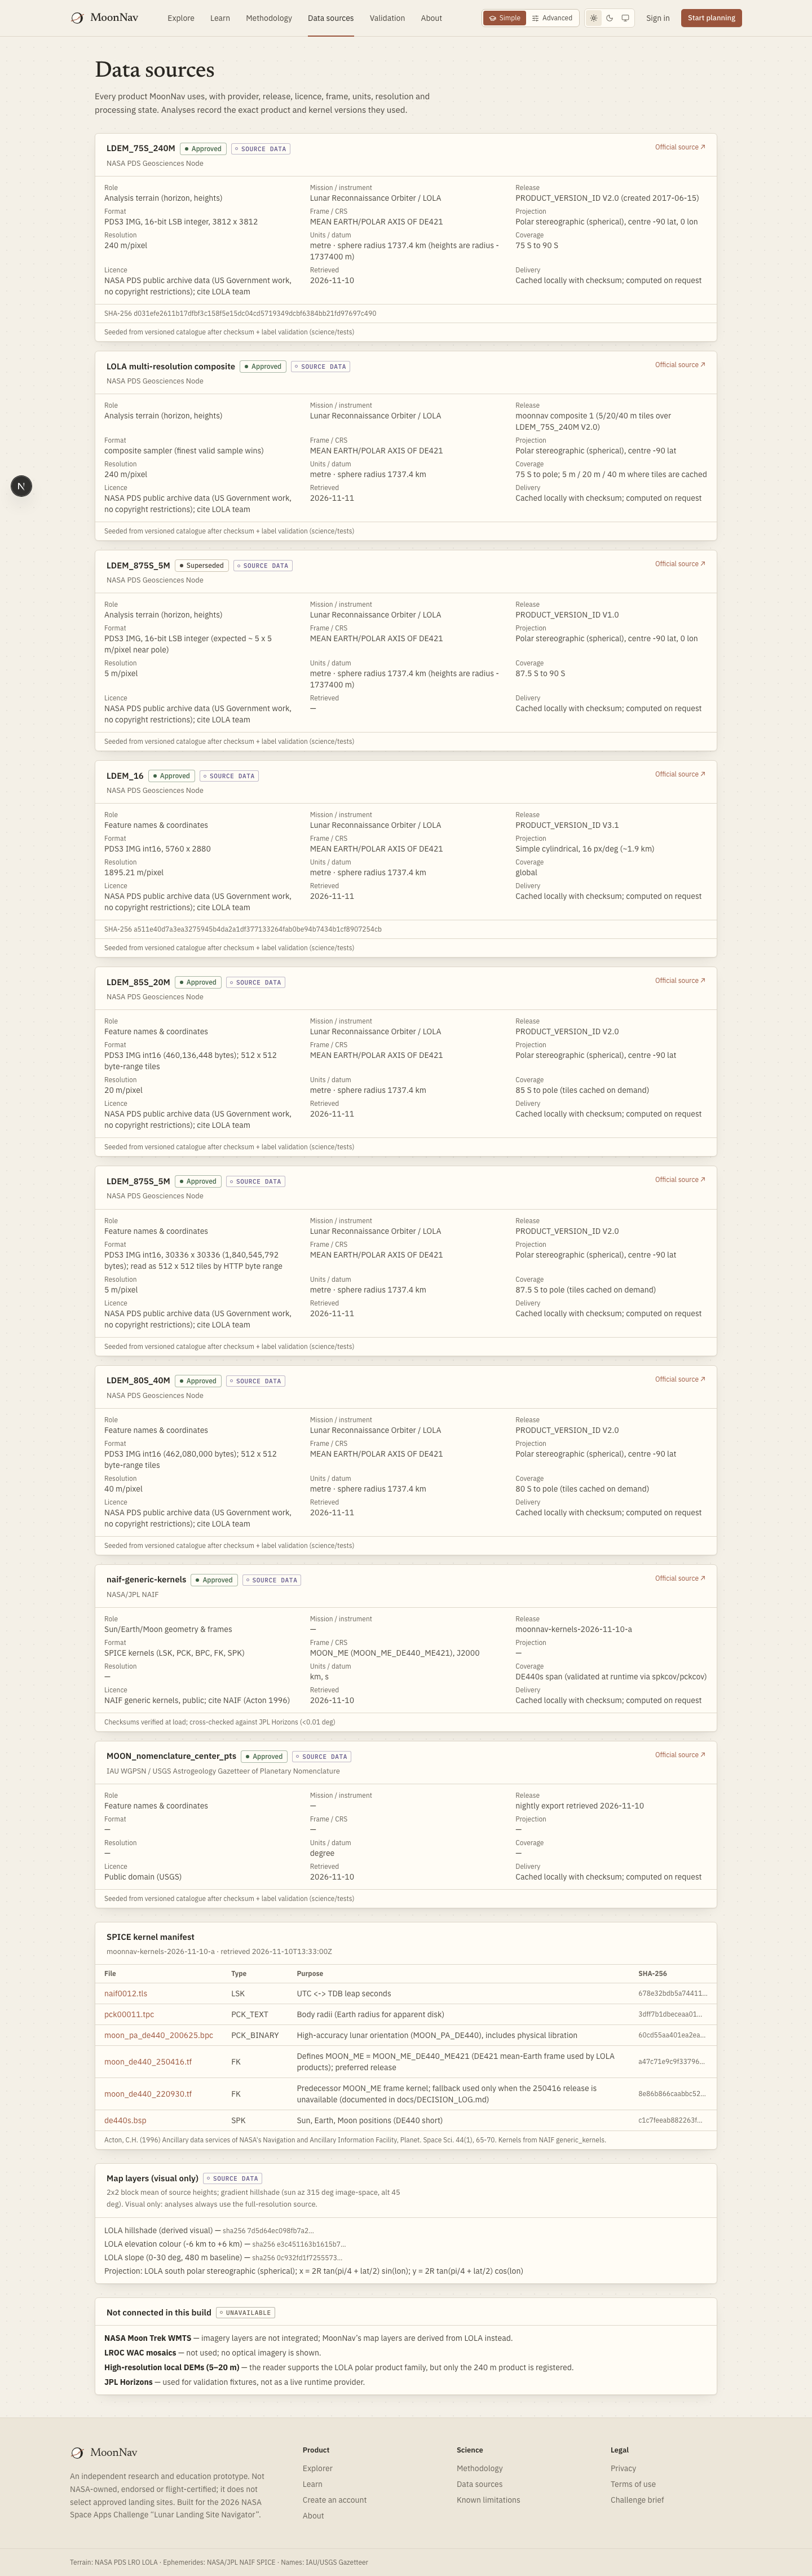 MoonNav
Explore Learn Methodology Data sources Validation About
Simple Advanced
Sign in
Start planning
Data sources
Every product MoonNav uses, with provider, release, licence, frame, units, resolution and
processing state. Analyses record the exact product and kernel versions they used.
LDEM_75S_240M Approved SOURCE DATA Official source ↗
NASA PDS Geosciences Node
Role Mission / instrument Release
Analysis terrain (horizon, heights) Lunar Reconnaissance Orbiter / LOLA PRODUCT_VERSION_ID V2.0 (created 2017-06-15)
Format Frame / CRS Projection
PDS3 IMG, 16-bit LSB integer, 3812 x 3812 MEAN EARTH/POLAR AXIS OF DE421 Polar stereographic (spherical), centre -90 lat, 0 lon
Resolution Units / datum Coverage
240 m/pixel metre · sphere radius 1737.4 km (heights are radius - 75 S to 90 S
1737400 m)
Licence Retrieved Delivery
NASA PDS public archive data (US Government work, 2026-11-10 Cached locally with checksum; computed on request
no copyright restrictions); cite LOLA team
Seeded from versioned catalogue after checksum + label validation (science/tests)
LOLA multi-resolution composite Approved SOURCE DATA Official source ↗
NASA PDS Geosciences Node
Role Mission / instrument Release
Analysis terrain (horizon, heights) Lunar Reconnaissance Orbiter / LOLA moonnav composite 1 (5/20/40 m tiles over
LDEM_75S_240M V2.0)
Format Frame / CRS Projection
composite sampler (finest valid sample wins) MEAN EARTH/POLAR AXIS OF DE421 Polar stereographic (spherical), centre -90 lat
Resolution Units / datum Coverage
240 m/pixel metre · sphere radius 1737.4 km 75 S to pole; 5 m / 20 m / 40 m where tiles are cached
Licence Retrieved Delivery
NASA PDS public archive data (US Government work, 2026-11-11 Cached locally with checksum; computed on request
no copyright restrictions); cite LOLA team
Seeded from versioned catalogue after checksum + label validation (science/tests)
LDEM_875S_5M Superseded SOURCE DATA Official source ↗
NASA PDS Geosciences Node
Role Mission / instrument Release
Analysis terrain (horizon, heights) Lunar Reconnaissance Orbiter / LOLA PRODUCT_VERSION_ID V1.0
Format Frame / CRS Projection
PDS3 IMG, 16-bit LSB integer (expected ~ 5 x 5 MEAN EARTH/POLAR AXIS OF DE421 Polar stereographic (spherical), centre -90 lat, 0 lon
m/pixel near pole)
Resolution Units / datum Coverage
5 m/pixel metre · sphere radius 1737.4 km (heights are radius - 87.5 S to 90 S
1737400 m)
Licence Retrieved Delivery
NASA PDS public archive data (US Government work, — Cached locally with checksum; computed on request
no copyright restrictions); cite LOLA team
Seeded from versioned catalogue after checksum + label validation (science/tests)
LDEM_16 Approved SOURCE DATA Official source ↗
NASA PDS Geosciences Node
Role Mission / instrument Release
Feature names & coordinates Lunar Reconnaissance Orbiter / LOLA PRODUCT_VERSION_ID V3.1
Format Frame / CRS Projection
PDS3 IMG int16, 5760 x 2880 MEAN EARTH/POLAR AXIS OF DE421 Simple cylindrical, 16 px/deg (~1.9 km)
Resolution Units / datum Coverage
1895.21 m/pixel metre · sphere radius 1737.4 km global
Licence Retrieved Delivery
NASA PDS public archive data (US Government work, 2026-11-11 Cached locally with checksum; computed on request
no copyright restrictions); cite LOLA team
Seeded from versioned catalogue after checksum + label validation (science/tests)
LDEM_85S_20M Approved SOURCE DATA Official source ↗
NASA PDS Geosciences Node
Role Mission / instrument Release
Feature names & coordinates Lunar Reconnaissance Orbiter / LOLA PRODUCT_VERSION_ID V2.0
Format Frame / CRS Projection
PDS3 IMG int16 (460,136,448 bytes); 512 x 512 MEAN EARTH/POLAR AXIS OF DE421 Polar stereographic (spherical), centre -90 lat
byte-range tiles
Resolution Units / datum Coverage
20 m/pixel metre · sphere radius 1737.4 km 85 S to pole (tiles cached on demand)
Licence Retrieved Delivery
NASA PDS public archive data (US Government work, 2026-11-11 Cached locally with checksum; computed on request
no copyright restrictions); cite LOLA team
Seeded from versioned catalogue after checksum + label validation (science/tests)
LDEM_875S_5M Approved SOURCE DATA Official source ↗
NASA PDS Geosciences Node
Role Mission / instrument Release
Feature names & coordinates Lunar Reconnaissance Orbiter / LOLA PRODUCT_VERSION_ID V2.0
Format Frame / CRS Projection
PDS3 IMG int16, 30336 x 30336 (1,840,545,792 MEAN EARTH/POLAR AXIS OF DE421 Polar stereographic (spherical), centre -90 lat
bytes); read as 512 x 512 tiles by HTTP byte range
Resolution Units / datum Coverage
5 m/pixel metre · sphere radius 1737.4 km 87.5 S to pole (tiles cached on demand)
Licence Retrieved Delivery
NASA PDS public archive data (US Government work, 2026-11-11 Cached locally with checksum; computed on request
no copyright restrictions); cite LOLA team
Seeded from versioned catalogue after checksum + label validation (science/tests)
LDEM_80S_40M Approved SOURCE DATA Official source ↗
NASA PDS Geosciences Node
Role Mission / instrument Release
Feature names & coordinates Lunar Reconnaissance Orbiter / LOLA PRODUCT_VERSION_ID V2.0
Format Frame / CRS Projection
PDS3 IMG int16 (462,080,000 bytes); 512 x 512 MEAN EARTH/POLAR AXIS OF DE421 Polar stereographic (spherical), centre -90 lat
byte-range tiles
Resolution Units / datum Coverage
40 m/pixel metre · sphere radius 1737.4 km 80 S to pole (tiles cached on demand)
Licence Retrieved Delivery
NASA PDS public archive data (US Government work, 2026-11-11 Cached locally with checksum; computed on request
no copyright restrictions); cite LOLA team
Seeded from versioned catalogue after checksum + label validation (science/tests)
naif-generic-kernels Approved SOURCE DATA Official source ↗
NASA/JPL NAIF
Role Mission / instrument Release
Sun/Earth/Moon geometry & frames — moonnav-kernels-2026-11-10-a
Format Frame / CRS Projection
SPICE kernels (LSK, PCK, BPC, FK, SPK) MOON_ME (MOON_ME_DE440_ME421), J2000 —
Resolution Units / datum Coverage
— km, s DE440s span (validated at runtime via spkcov/pckcov)
Licence Retrieved Delivery
NAIF generic kernels, public; cite NAIF (Acton 1996) 2026-11-10 Cached locally with checksum; computed on request
Checksums verified at load; cross-checked against JPL Horizons (<0.01 deg)
MOON_nomenclature_center_pts Approved SOURCE DATA Official source ↗
IAU WGPSN / USGS Astrogeology Gazetteer of Planetary Nomenclature
Role Mission / instrument Release
Feature names & coordinates — nightly export retrieved 2026-11-10
Format Frame / CRS Projection
— — —
Resolution Units / datum Coverage
— degree —
Licence Retrieved Delivery
Public domain (USGS) 2026-11-10 Cached locally with checksum; computed on request
Seeded from versioned catalogue after checksum + label validation (science/tests)
SPICE kernel manifest
moonnav-kernels-2026-11-10-a · retrieved 2026-11-10T13:33:00Z
File Type Purpose SHA-256
naif0012.tls LSK UTC <-> TDB leap seconds 678e32bdb5a74411...
pck00011.tpc PCK_TEXT Body radii (Earth radius for apparent disk) 3dff7b1dbeceaa01...
moon_pa_de440_200625.bpc PCK_BINARY High-accuracy lunar orientation (MOON_PA_DE440), includes physical libration 60cd55aa401ea2ea...
moon_de440_250416.tf FK Defines MOON_ME = MOON_ME_DE440_ME421 (DE421 mean-Earth frame used by LOLA a47c71e9c9f33796...
products); preferred release
moon_de440_220930.tf FK Predecessor MOON_ME frame kernel; fallback used only when the 250416 release is 8e86b866caabbc52...
unavailable (documented in docs/DECISION_LOG.md)
de440s.bsp SPK Sun, Earth, Moon positions (DE440 short) c1c7feeab882263f...
Acton, C.H. (1996) Ancillary data services of NASA's Navigation and Ancillary Information Facility, Planet. Space Sci. 44(1), 65-70. Kernels from NAIF generic_kernels.
Map layers (visual only) SOURCE DATA
2x2 block mean of source heights; gradient hillshade (sun az 315 deg image-space, alt 45
deg). Visual only; analyses always use the full-resolution source.
LOLA hillshade (derived visual) — sha256 7d5d64ec098fb7a2...
LOLA elevation colour (-6 km to +6 km) — sha256 e3c451163b1615b7...
LOLA slope (0-30 deg, 480 m baseline) — sha256 0c932fd1f7255573...
Projection: LOLA south polar stereographic (spherical); x = 2R tan(pi/4 + lat/2) sin(lon); y = 2R tan(pi/4 + lat/2) cos(lon)
Not connected in this build UNAVAILABLE
NASA Moon Trek WMTS — imagery layers are not integrated; MoonNav's map layers are derived from LOLA instead.
LROC WAC mosaics — not used; no optical imagery is shown.
High-resolution local DEMs (5–20 m) — the reader supports the LOLA polar product family, but only the 240 m product is registered.
JPL Horizons — used for validation fixtures, not as a live runtime provider.
MoonNav
An independent research and education prototype. Not
NASA-owned, endorsed or flight-certified; it does not
select approved landing sites. Built for the 2026 NASA
Space Apps Challenge "Lunar Landing Site Navigator".
Product
Explorer
Learn
Create an account
About
Science
Methodology
Data sources
Known limitations
Legal
Privacy
Terms of use
Challenge brief
Terrain: NASA PDS LRO LOLA · Ephemerides: NASA/JPL NAIF SPICE · Names: IAU/USGS Gazetteer